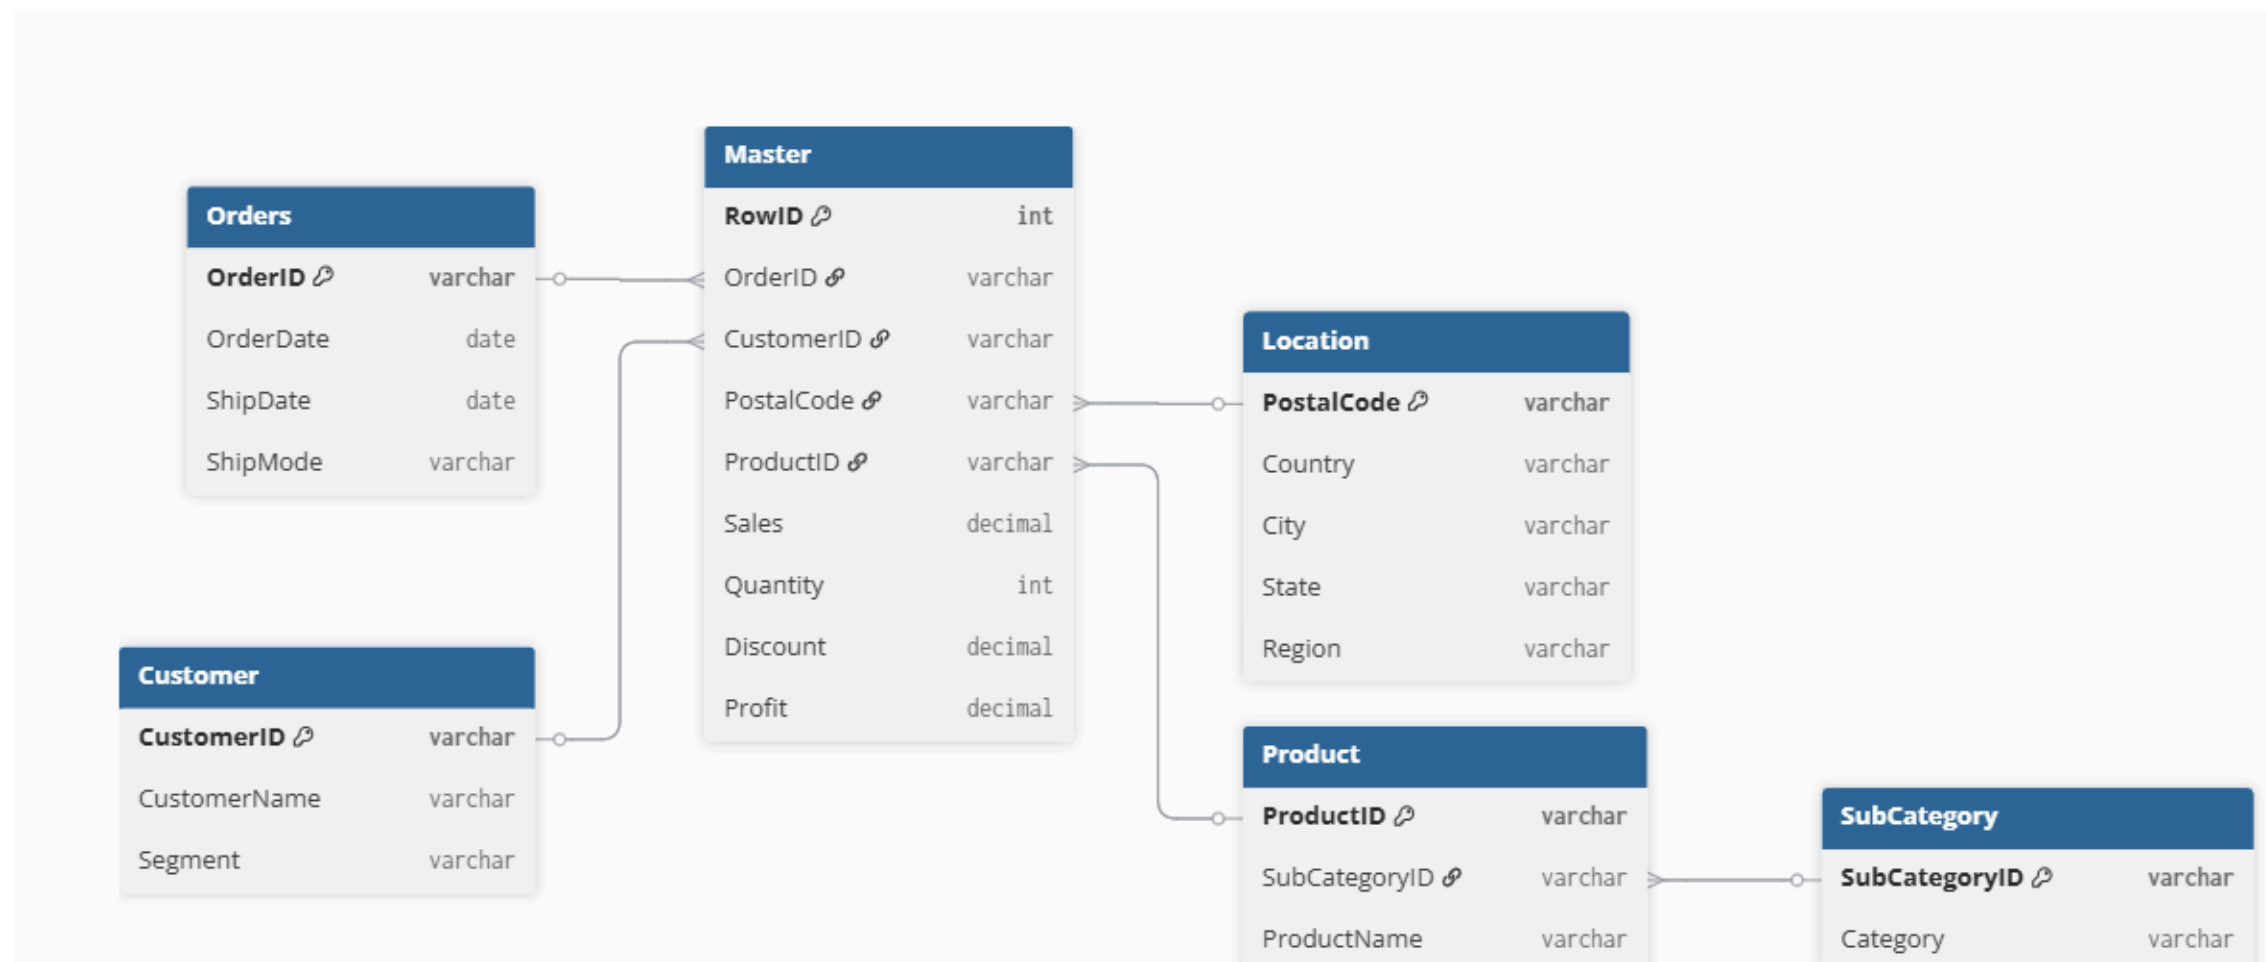 Orders
OrderID varchar
OrderDate date
ShipDate date
ShipMode varchar
Customer
CustomerID varchar
CustomerName varchar
Segment varchar
Master
RowID int
OrderID varchar
CustomerID varchar
PostalCode varchar
ProductID varchar
Sales decimal
Quantity int
Discount decimal
Profit decimal
Location
PostalCode varchar
Country varchar
City varchar
State varchar
Region varchar
Product
ProductID varchar
SubCategoryID varchar
ProductName varchar
SubCategory
SubCategoryID varchar
Category varchar